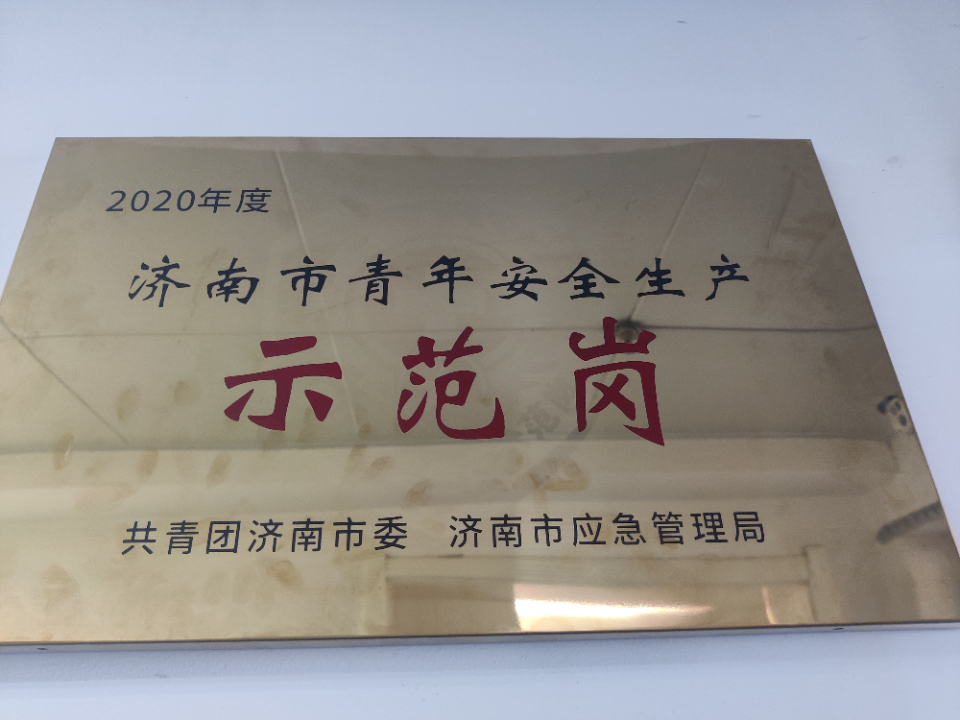 2020年度
济南市青年安全生产
示范岗
共青团济南市委 济南市应急管理局